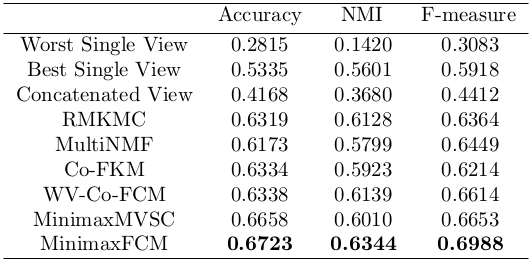 Accuracy NMI F-measure
Worst Single View 0.2815 0.1420 0.3083
Best Single View 0.5335 0.5601 0.5918
Concatenated View 0.4168 0.3680 0.4412
RMKMC 0.6319 0.6128 0.6364
MultiNMF 0.6173 0.5799 0.6449
Co-FKM 0.6334 0.5923 0.6214
WV-Co-FCM 0.6338 0.6139 0.6614
MinimaxMVSC 0.6658 0.6010 0.6653
MinimaxFCM 0.6723 0.6344 0.6988